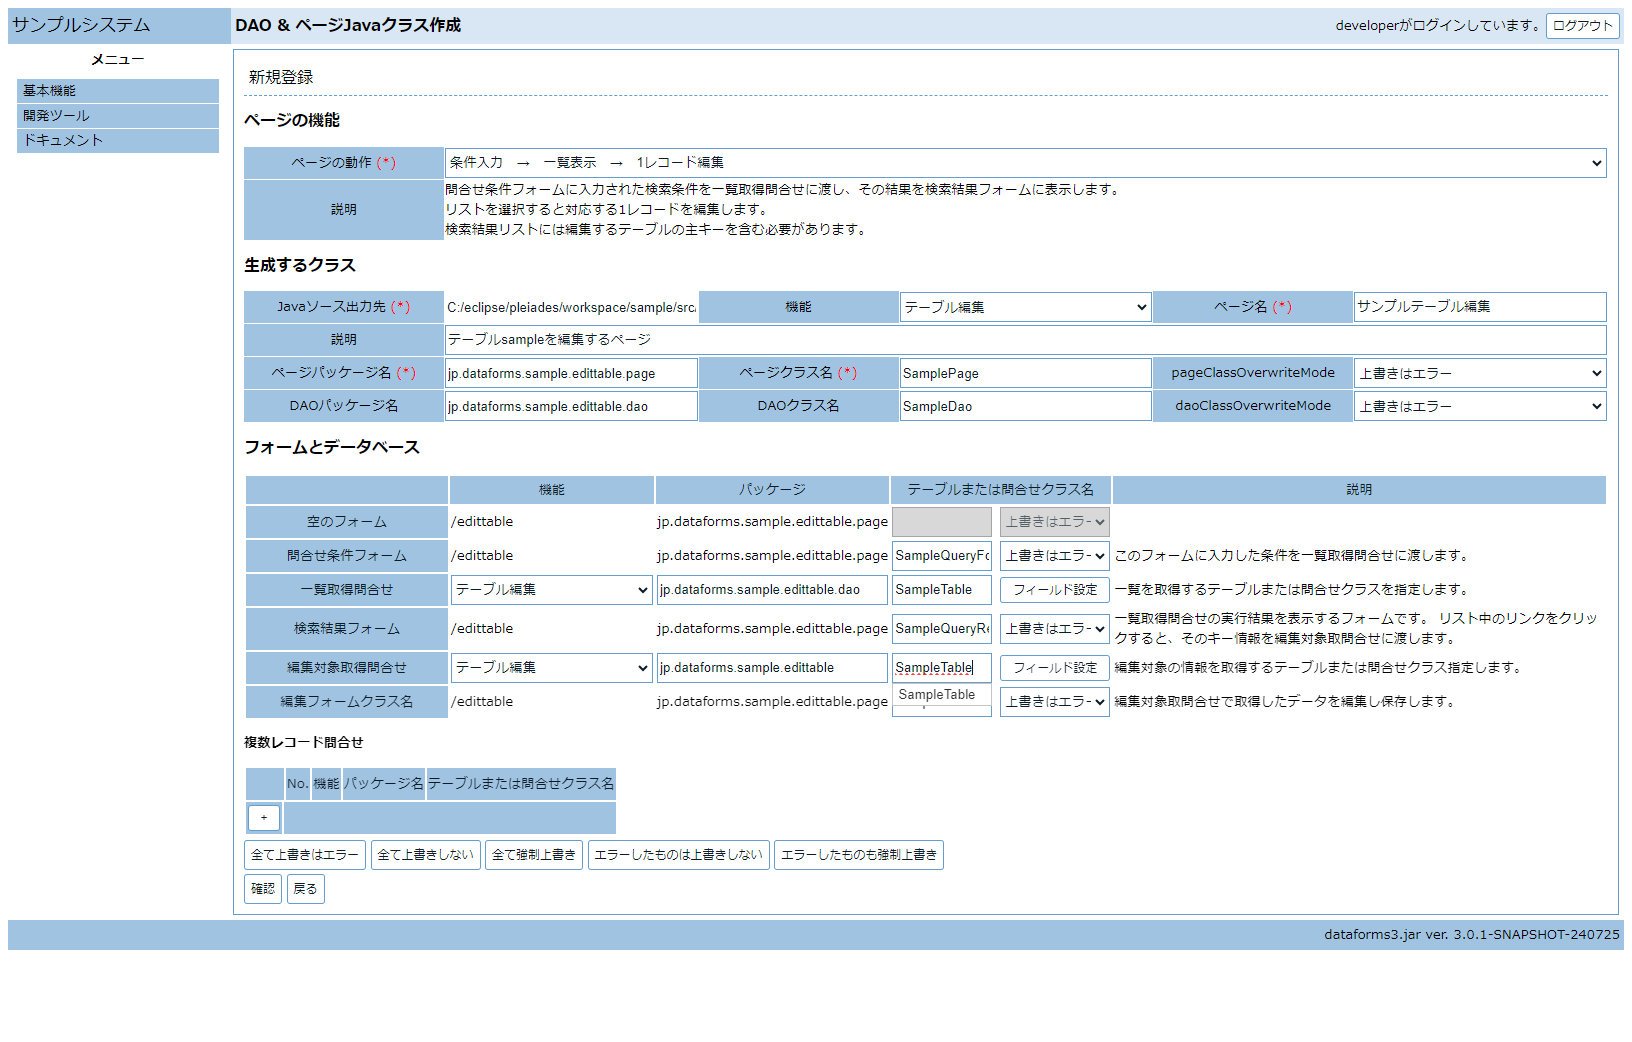 サンプルシステム
DAO & ページJavaクラス作成
developerがログインしています。
ログアウト
メニュー
基本機能
開発ツール
ドキュメント
新規登録
ページの機能
ページの動作 (*)
条件入力 → 一覧表示 → 1レコード編集
説明
問合せ条件フォームに入力された検索条件を一覧取得問合せに渡し、その結果を検索結果フォームに表示します。
リストを選択すると対応する1レコードを編集します。
検索結果リストには編集するテーブルの主キーを含む必要があります。
生成するクラス
Javaソース出力先 (*) C:/eclipse/pleiades/workspace/sample/src/ 機能 テーブル編集 ページ名 (*) サンプルテーブル編集
説明 テーブルsampleを編集するページ
ページパッケージ名 (*) jp.dataforms.sample.edittable.page ページクラス名 (*) SamplePage pageClassOverwriteMode 上書きはエラー
DAOパッケージ名 jp.dataforms.sample.edittable.dao DAOクラス名 SampleDao daoClassOverwriteMode 上書きはエラー
フォームとデータベース
機能 パッケージ テーブルまたは問合せクラス名 説明
空のフォーム /edittable jp.dataforms.sample.edittable.page 上書きはエラー
問合せ条件フォーム /edittable jp.dataforms.sample.edittable.page SampleQueryFo 上書きはエラー このフォームに入力した条件を一覧取得問合せに渡します。
一覧取得問合せ テーブル編集 jp.dataforms.sample.edittable.dao SampleTable フィールド設定 一覧を取得するテーブルまたは問合せクラスを指定します。
検索結果フォーム /edittable jp.dataforms.sample.edittable.page SampleQueryRe 上書きはエラー 一覧取得問合せの実行結果を表示するフォームです。 リスト中のリンクをクリッ
クすると、そのキー情報を編集対象取問合せに渡します。
編集対象取得問合せ テーブル編集 jp.dataforms.sample.edittable SampleTable フィールド設定 編集対象の情報を取得するテーブルまたは問合せクラス指定します。
SampleTable
編集フォームクラス名 /edittable jp.dataforms.sample.edittable.page 上書きはエラー 編集対象取問合せで取得したデータを編集し保存します。
複数レコード問合せ
No. 機能 パッケージ名 テーブルまたは問合せクラス名
+
全て上書きはエラー 全て上書きしない 全て強制上書き エラーしたものは上書きしない エラーしたものも強制上書き
確認 戻る
dataforms3.jar ver. 3.0.1-SNAPSHOT-240725